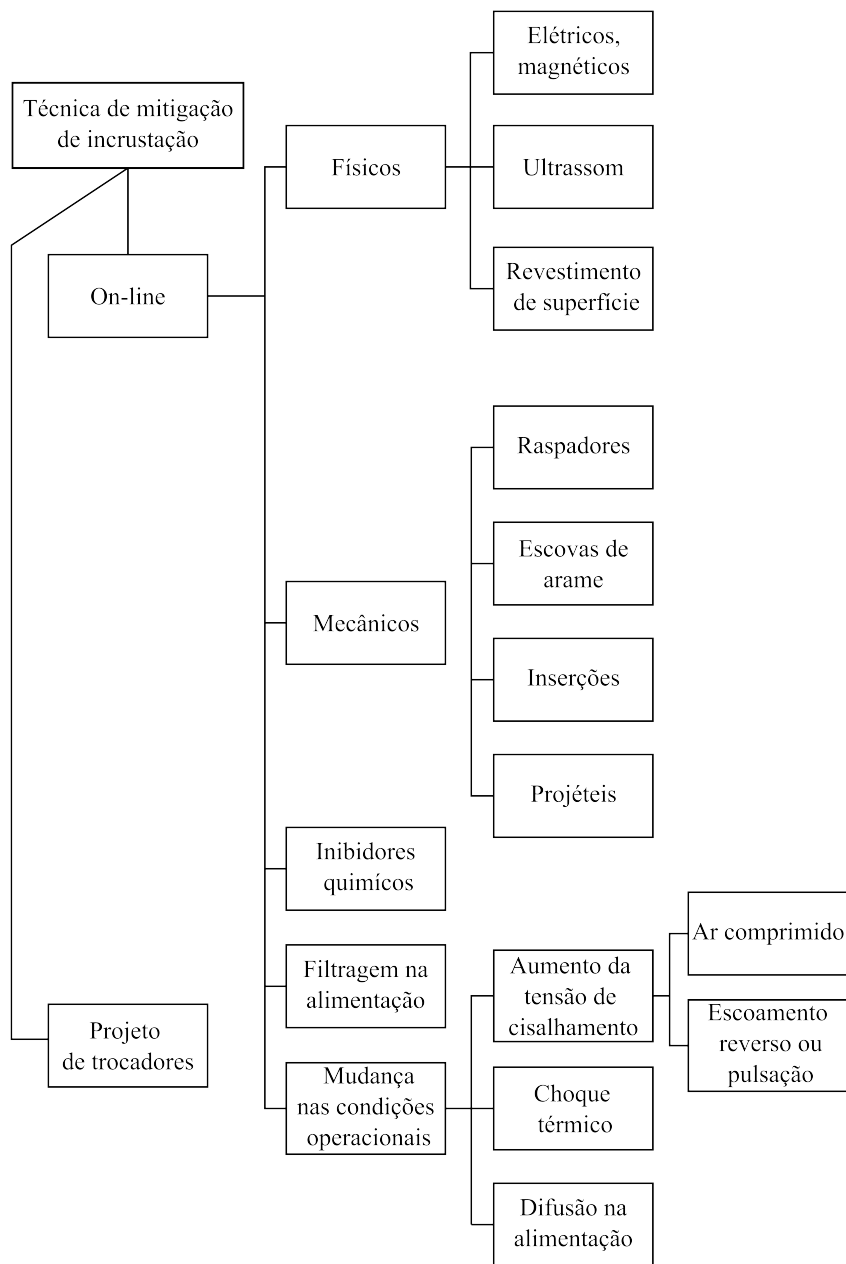 Técnica de mitigação
de incrustação
On-line
Físicos
Elétricos,
magnéticos
Ultrassom
Revestimento
de superfície
Mecânicos
Raspadores
Escovas de
arame
Inserções
Projéteis
Inibidores
quimícos
Filtragem na
alimentação
Mudança
nas condições
operacionais
Aumento da
tensão de
cisalhamento
Ar comprimido
Escoamento
reverso ou
pulsação
Choque
térmico
Difusão na
alimentação
Projeto
de trocadores